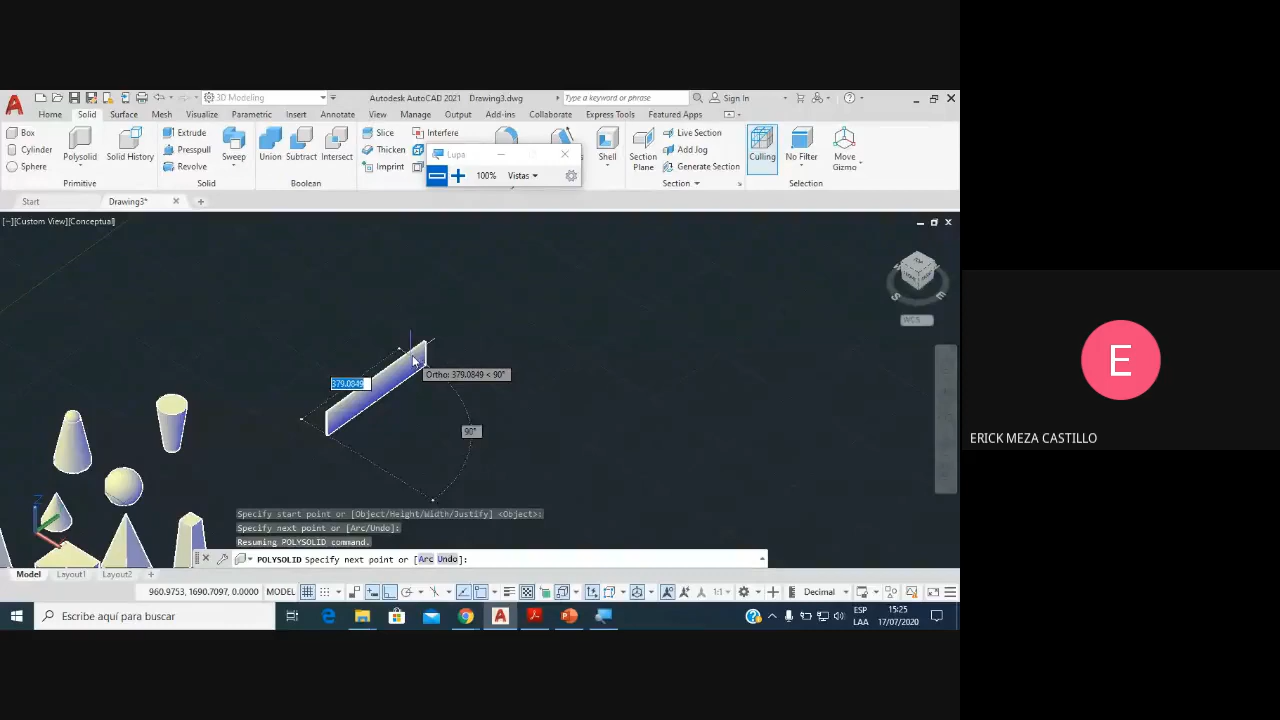 3D Modeling
Autodesk AutoCAD 2021 Drawing3.dwg
Type a keyword or phrase
Sign In
Home Solid Surface Mesh Visualize Parametric Insert Annotate View Manage Output Add-ins Collaborate Express Tools Featured Apps
Box
Cylinder
Sphere
Polysolid
Solid History
Extrude
Presspull
Revolve
Sweep
Union
Subtract
Intersect
Slice
Thicken
Imprint
Interfere
Lupa
100%
Vistas
Shell
Section
Plane
Live Section
Add Jog
Generate Section
Culling
No Filter
Move
Gizmo
Primitive
Solid
Boolean
Section
Selection
Start
Drawing3*
[−][Custom View][Conceptual]
TOP
S
E
WCS
379.0849
Ortho: 379.0849 < 90°
90°
Z
Specify start point or [Object/Height/Width/Justify] <Object>:
Specify next point or [Arc/Undo]:
Resuming POLYSOLID command.
POLYSOLID Specify next point or [Arc Undo]:
Model
Layout1
Layout2
960.9753, 1690.7097, 0.0000
MODEL
1:1
Decimal
Escribe aquí para buscar
ESP
LAA
15:25
17/07/2020
E
ERICK MEZA CASTILLO